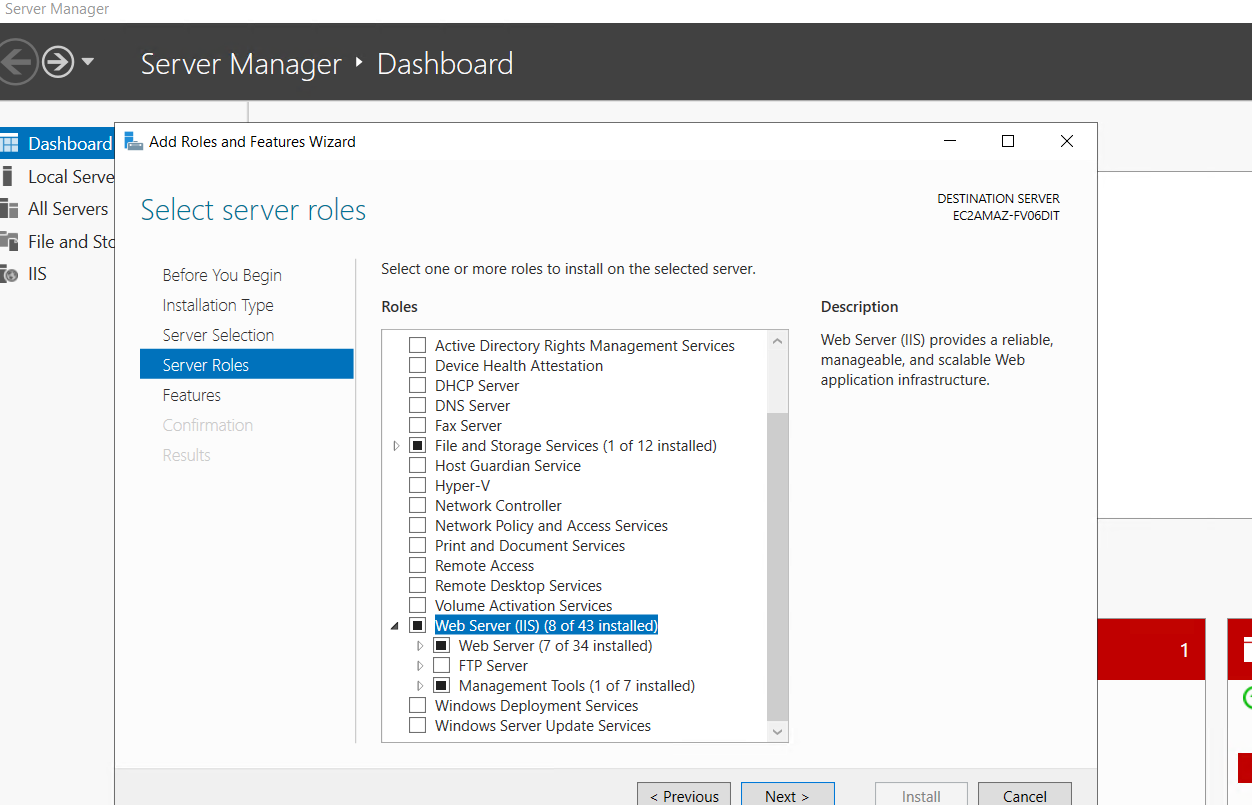 Server Manager
Server Manager ‣ Dashboard
Dashboard
Local Serve
All Servers
File and Sto
IIS
Add Roles and Features Wizard
Select server roles
DESTINATION SERVER
EC2AMAZ-FV06DIT
Before You Begin
Installation Type
Server Selection
Server Roles
Features
Confirmation
Results
Select one or more roles to install on the selected server.
Roles
Active Directory Rights Management Services
Device Health Attestation
DHCP Server
DNS Server
Fax Server
File and Storage Services (1 of 12 installed)
Host Guardian Service
Hyper-V
Network Controller
Network Policy and Access Services
Print and Document Services
Remote Access
Remote Desktop Services
Volume Activation Services
Web Server (IIS) (8 of 43 installed)
Web Server (7 of 34 installed)
FTP Server
Management Tools (1 of 7 installed)
Windows Deployment Services
Windows Server Update Services
Description
Web Server (IIS) provides a reliable,
manageable, and scalable Web
application infrastructure.
1
< Previous
Next >
Install
Cancel